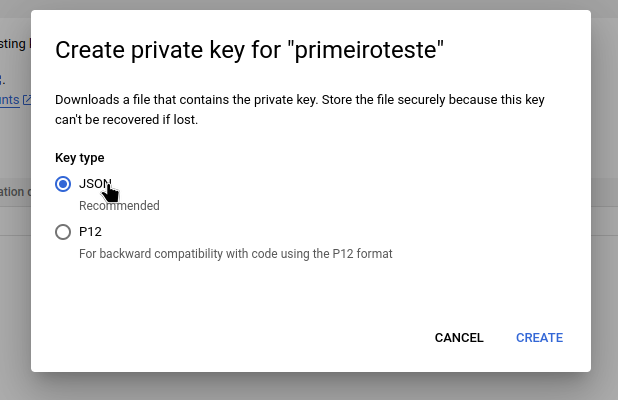 Create private key for "primeiroteste"
sting
Downloads a file that contains the private key. Store the file securely because this key
can't be recovered if lost.
Key type
JSON
Recommended
P12
For backward compatibility with code using the P12 format
CANCEL CREATE